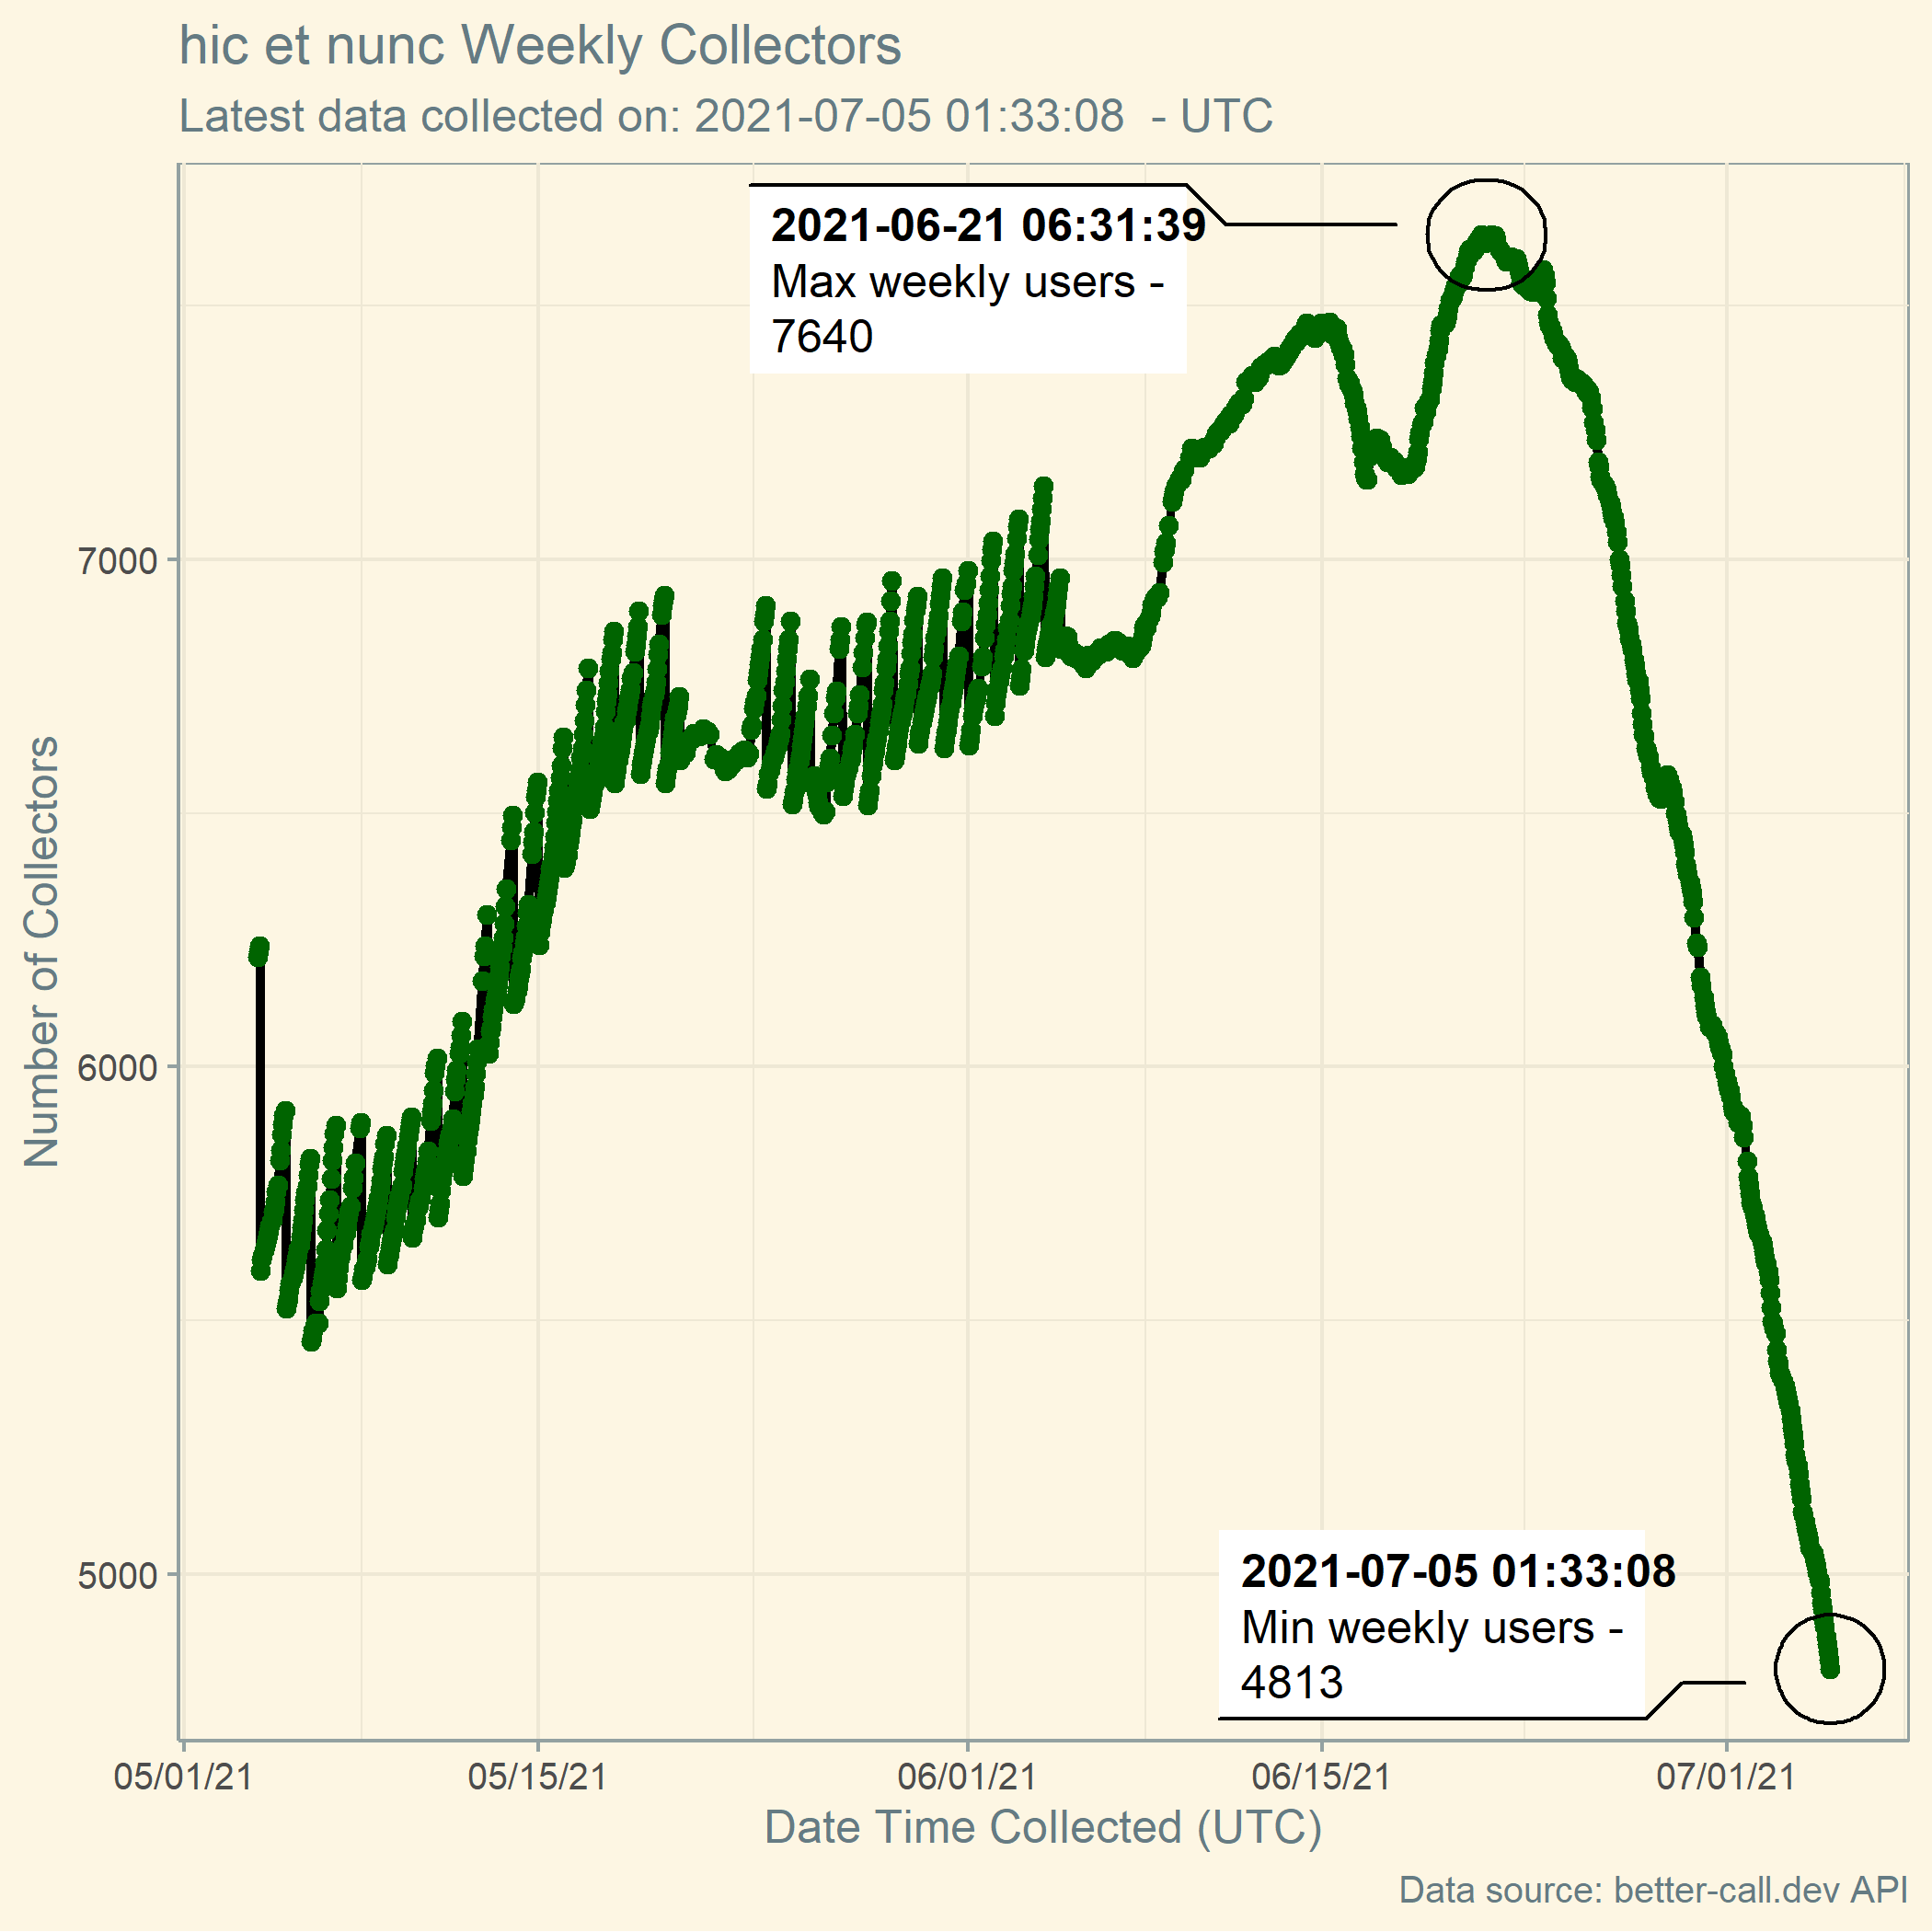 hic et nunc Weekly Collectors
Latest data collected on: 2021-07-05 01:33:08  - UTC
2021-06-21 06:31:39
Max weekly users -
7640
Number of Collectors
7000
6000
5000
2021-07-05 01:33:08
Min weekly users -
4813
05/01/21 05/15/21 06/01/21 06/15/21 07/01/21
Date Time Collected (UTC)
Data source: better-call.dev API